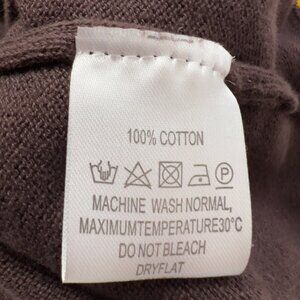 100% COTTON
MACHINE WASH NORMAL,
MAXIMUMTEMPERATURE30°C
DO NOT BLEACH
DRYFLAT